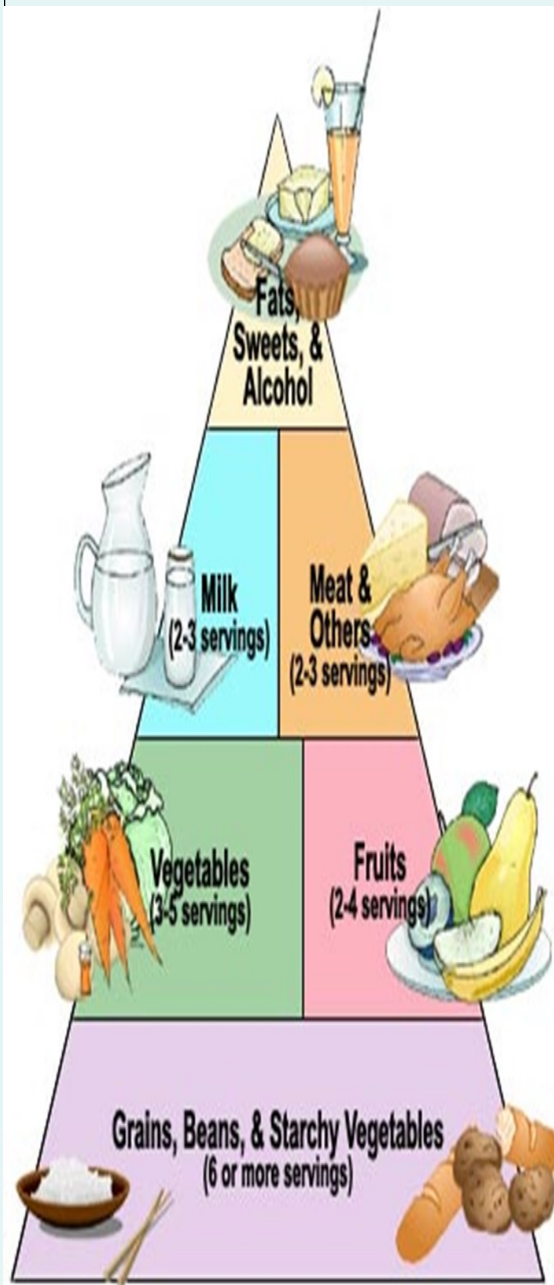 Fats,
Sweets, &
Alcohol
Milk
(2-3 servings)
Meat &
Others
(2-3 servings)
Vegetables
(3-5 servings)
Fruits
(2-4 servings)
Grains, Beans, & Starchy Vegetables
(6 or more servings)